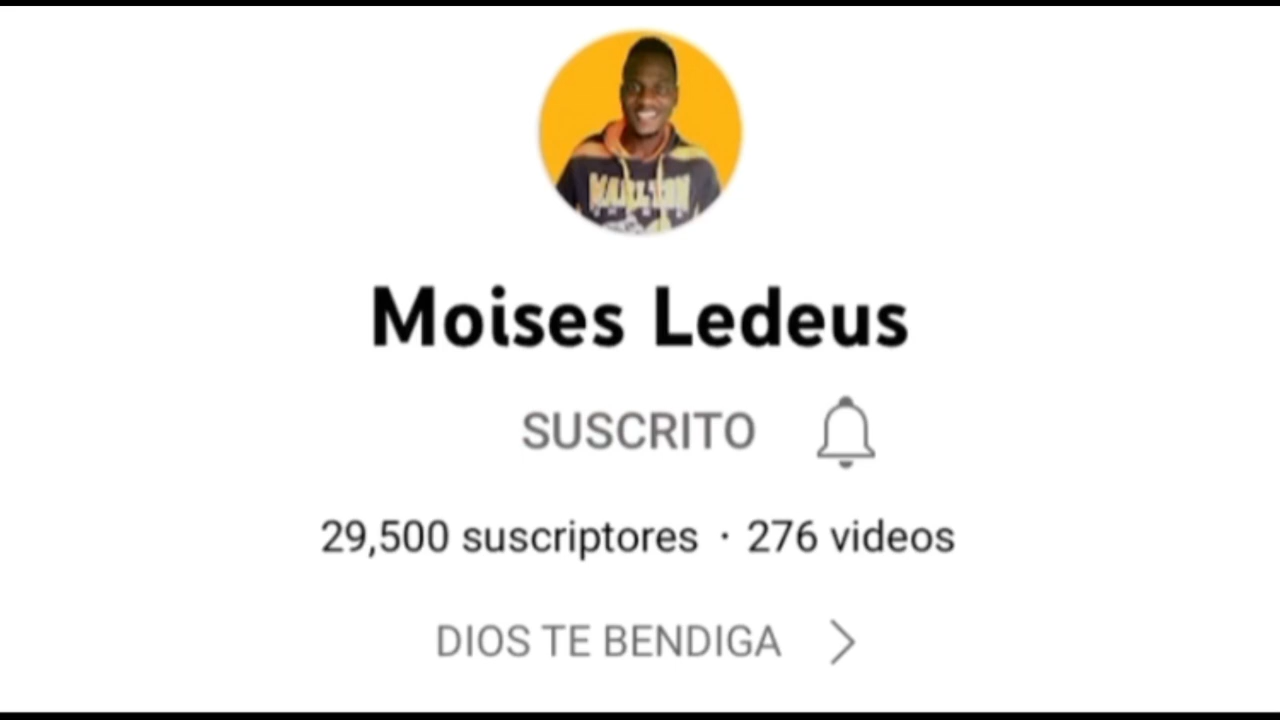 Moises Ledeus
SUSCRITO
29,500 suscriptores · 276 videos
DIOS TE BENDIGA